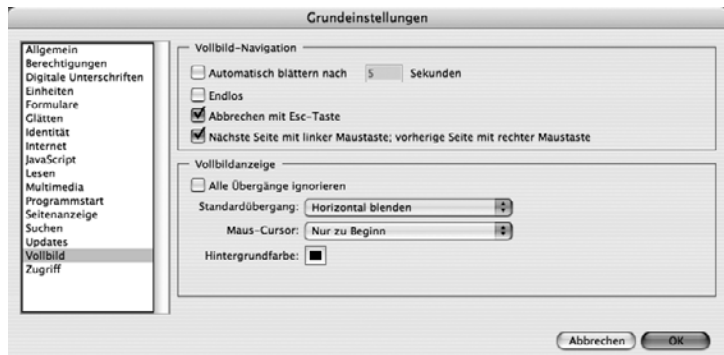 Grundeinstellungen
Allgemein
Berechtigungen
Digitale Unterschriften
Einheiten
Formulare
Glätten
Identität
Internet
JavaScript
Lesen
Multimedia
Programmstart
Seitenanzeige
Suchen
Updates
Vollbild
Zugriff
Vollbild-Navigation
Automatisch blättern nach 5 Sekunden
Endlos
Abbrechen mit Esc-Taste
Nächste Seite mit linker Maustaste; vorherige Seite mit rechter Maustaste
Vollbildanzeige
Alle Übergänge ignorieren
Standardübergang: Horizontal blenden
Maus-Cursor: Nur zu Beginn
Hintergrundfarbe:
Abbrechen OK